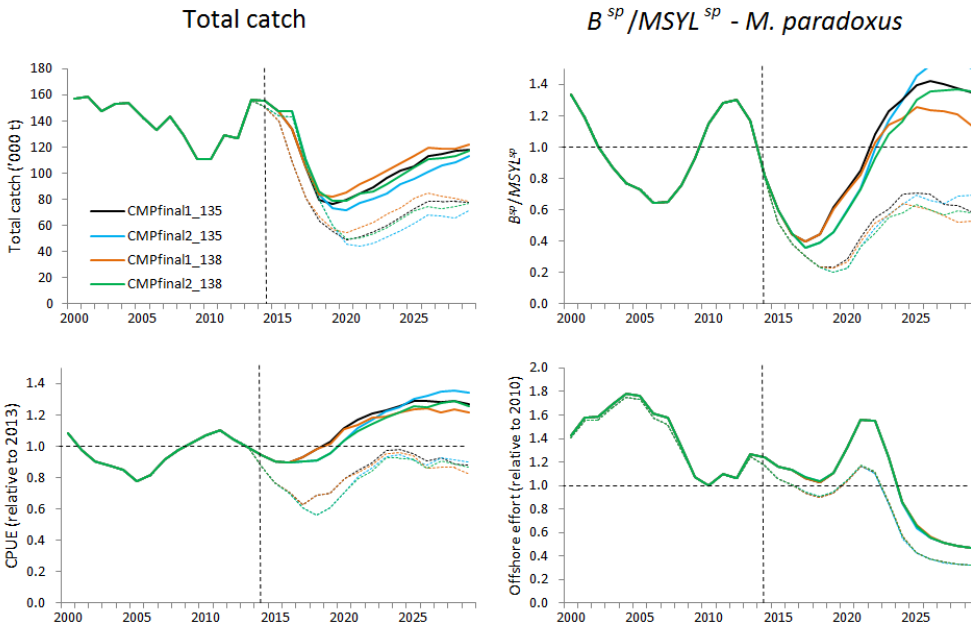 Total catch
B sp/MSYL sp - M. paradoxus
Total catch ('000 t)
180
160
140
120
100
80
60
40
20
0
CMPfinal1_135
CMPfinal2_135
CMPfinal1_138
CMPfinal2_138
2000 2005 2010 2015 2020 2025
B sp/MSYL sp
1.4
1.2
1.0
0.8
0.6
0.4
0.2
0.0
2000 2005 2010 2015 2020 2025
CPUE (relative to 2013)
1.4
1.2
1.0
0.8
0.6
0.4
0.2
0.0
2000 2005 2010 2015 2020 2025
Offshore effort (relative to 2010)
2.0
1.8
1.6
1.4
1.2
1.0
0.8
0.6
0.4
0.2
0.0
2000 2005 2010 2015 2020 2025